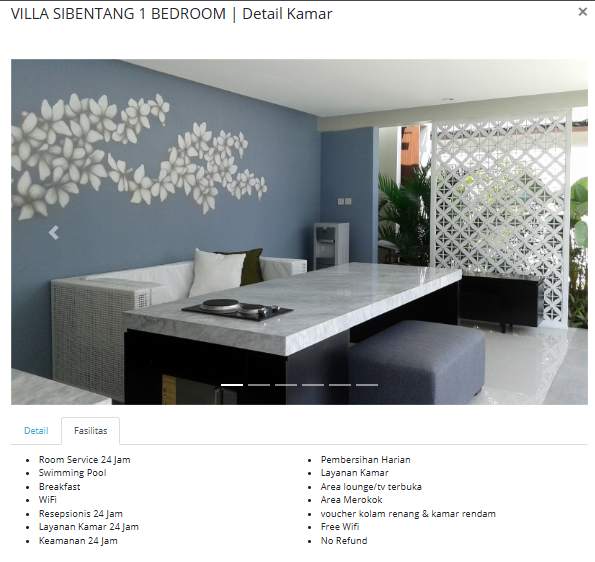 VILLA SIBENTANG 1 BEDROOM | Detail Kamar
×
Detail
Fasilitas
Room Service 24 Jam
Swimming Pool
Breakfast
WiFi
Resepsionis 24 Jam
Layanan Kamar 24 Jam
Keamanan 24 Jam
Pembersihan Harian
Layanan Kamar
Area lounge/tv terbuka
Area Merokok
voucher kolam renang & kamar rendam
Free Wifi
No Refund